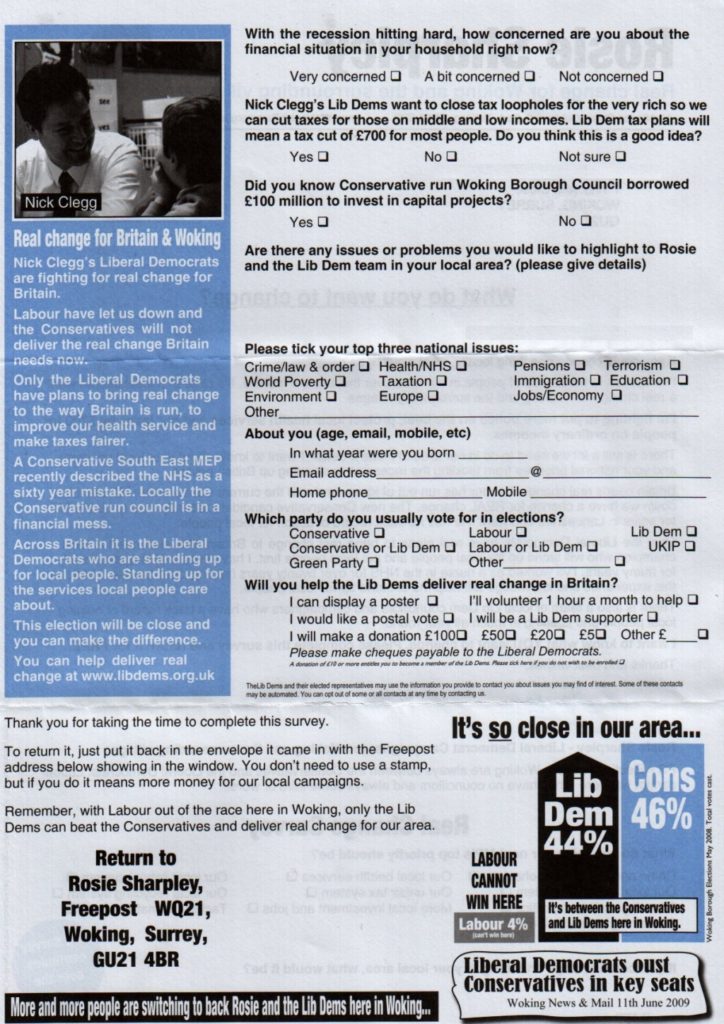 With the recession hitting hard, how concerned are you about the
financial situation in your household right now?
Very concerned ❑ A bit concerned ❑ Not concerned ❑
Nick Clegg's Lib Dems want to close tax loopholes for the very rich so we
can cut taxes for those on middle and low incomes. Lib Dem tax plans will
mean a tax cut of £700 for most people. Do you think this is a good idea?
Yes ❑ No ❑ Not sure ❑
Did you know Conservative run Woking Borough Council borrowed
£100 million to invest in capital projects?
Yes ❑ No ❑
Are there any issues or problems you would like to highlight to Rosie
and the Lib Dem team in your local area? (please give details)
Please tick your top three national issues:
Crime/law & order ❑ Health/NHS ❑ Pensions ❑ Terrorism ❑
World Poverty ❑ Taxation ❑ Immigration ❑ Education ❑
Environment ❑ Europe ❑ Jobs/Economy ❑
Other
About you (age, email, mobile, etc)
In what year were you born
Email address @
Home phone Mobile
Which party do you usually vote for in elections?
Conservative ❑ Labour ❑ Lib Dem ❑
Conservative or Lib Dem ❑ Labour or Lib Dem ❑ UKIP ❑
Green Party ❑ Other ❑
Will you help the Lib Dems deliver real change in Britain?
I can display a poster ❑ I'll volunteer 1 hour a month to help ❑
I would like a postal vote ❑ I will be a Lib Dem supporter ❑
I will make a donation £100❑ £50❑ £20❑ £5❑ Other £ ❑
Please make cheques payable to the Liberal Democrats.
A donation of £10 or more entitles you to become a member of the Lib Dems. Please tick here if you do not wish to be enrolled ❑
TheLib Dems and their elected representatives may use the information you provide to contact you about issues you may find of interest. Some of these contacts
may be automated. You can opt out of some or all contacts at any time by contacting us.
Nick Clegg
Real change for Britain & Woking
Nick Clegg's Liberal Democrats
are fighting for real change for
Britain.
Labour have let us down and
the Conservatives will not
deliver the real change Britain
needs now.
Only the Liberal Democrats
have plans to bring real change
to the way Britain is run, to
improve our health service and
make taxes fairer.
A Conservative South East MEP
recently described the NHS as a
sixty year mistake. Locally the
Conservative run council is in a
financial mess.
Across Britain it is the Liberal
Democrats who are standing up
for local people. Standing up for
the services local people care
about.
This election will be close and
you can make the difference.
You can help deliver real
change at www.libdems.org.uk
Thank you for taking the time to complete this survey.
To return it, just put it back in the envelope it came in with the Freepost
address below showing in the window. You don't need to use a stamp,
but if you do it means more money for our local campaigns.
Remember, with Labour out of the race here in Woking, only the Lib
Dems can beat the Conservatives and deliver real change for our area.
Return to
Rosie Sharpley,
Freepost WQ21,
Woking, Surrey,
GU21 4BR
More and more people are switching to back Rosie and the Lib Dems here in Woking...
It's so close in our area...
Lib
Dem
44%
Cons
46%
LABOUR
CANNOT
WIN HERE
Labour 4%
(can't win here)
It's between the Conservatives
and Lib Dems here in Woking.
Woking Borough Elections May 2008. Total votes cast.
Liberal Democrats oust
Conservatives in key seats
Woking News & Mail 11th June 2009